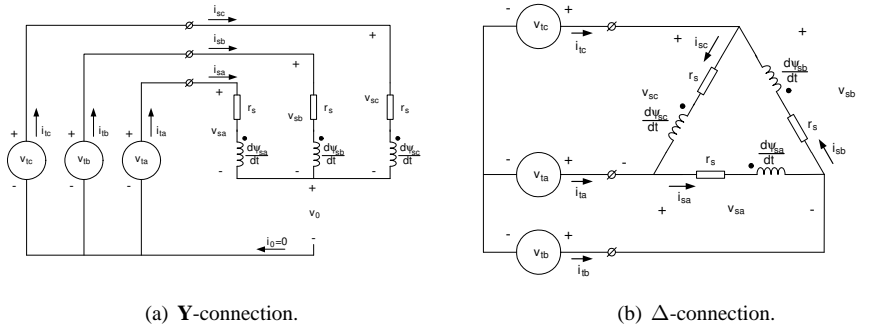 i_sc
i_sb
i_sa
+
+
+
r_s
r_s
r_s
v_sa
v_sb
v_sc
dψ_sa/dt
dψ_sb/dt
dψ_sc/dt
-
-
-
i_tc
i_tb
i_ta
+
+
+
v_tc
v_tb
v_ta
-
-
-
+
v_0
-
i_0=0
(a) Y-connection.
-
v_tc
+
i_tc
+
+
i_sc
r_s
dψ_sb/dt
v_sc
v_sb
dψ_sc/dt
r_s
i_sb
-
v_ta
+
i_ta
-
-
r_s
dψ_sa/dt
i_sa
+
v_sa
-
-
v_tb
+
i_tb
(b) Δ-connection.